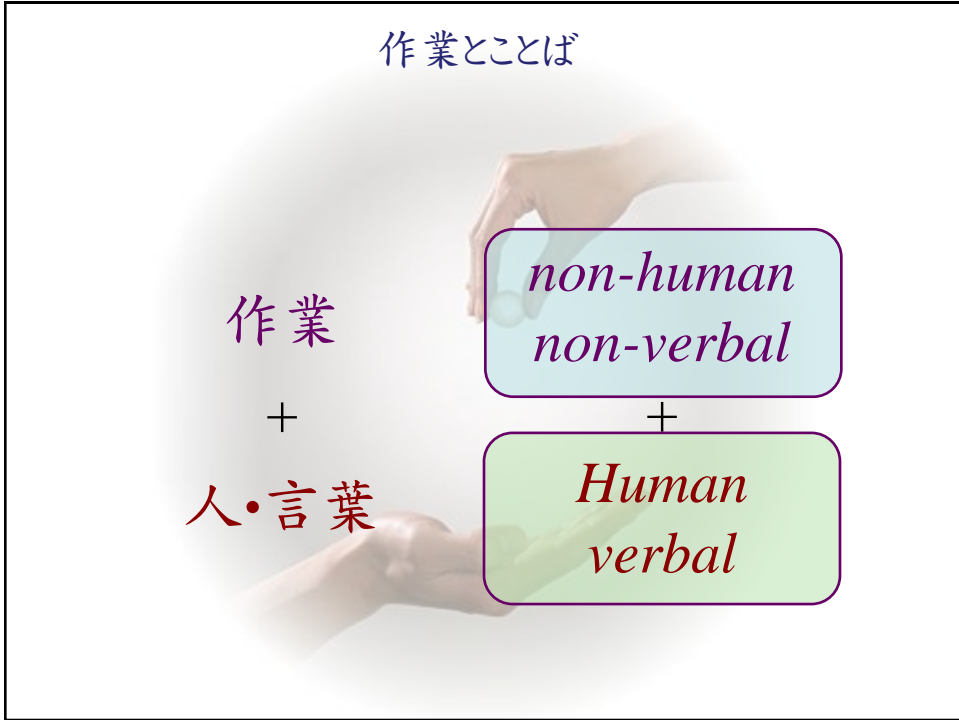 作業とことば
作業
+
人・言葉
non-human
non-verbal
+
Human
verbal